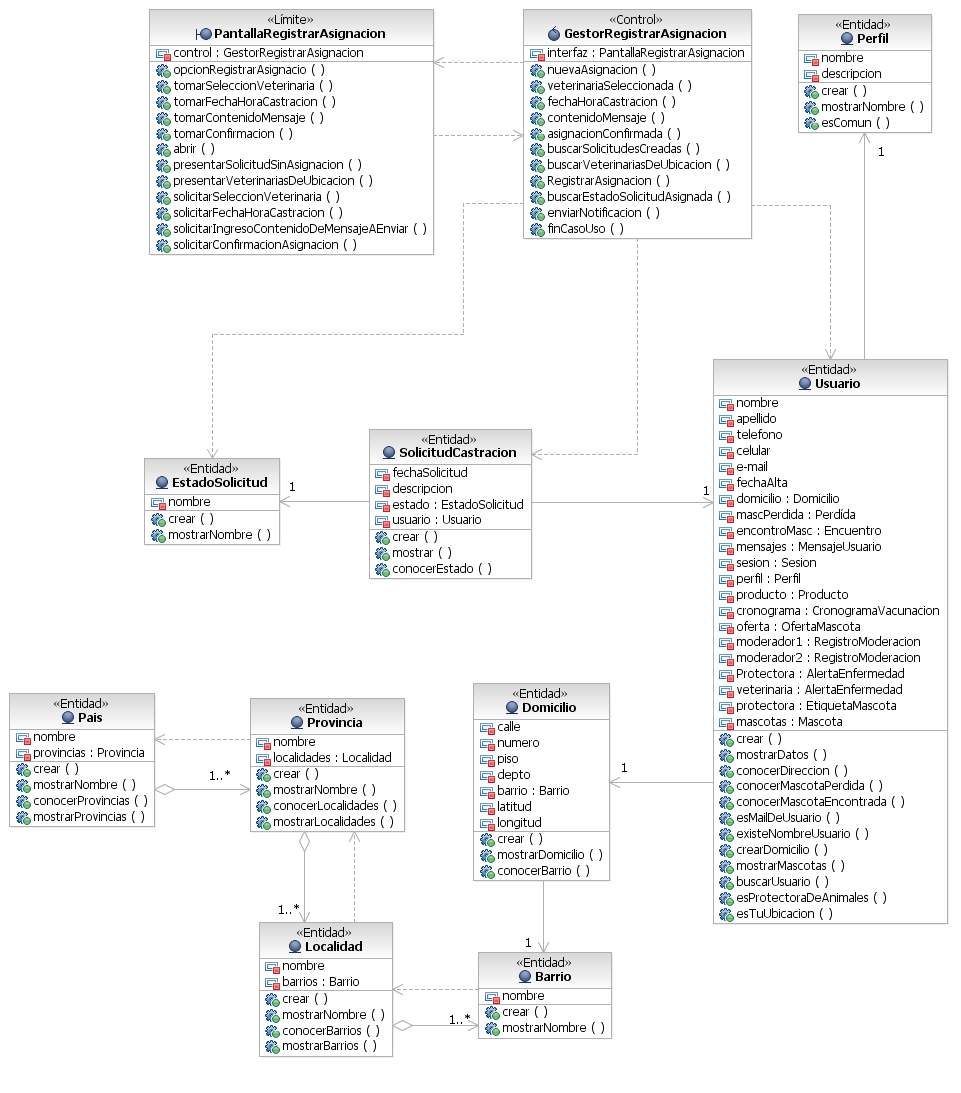 «Límite»
PantallaRegistrarAsignacion
control : GestorRegistrarAsignacion
opcionRegistrarAsignacio ( )
tomarSeleccionVeterinaria ( )
tomarFechaHoraCastracion ( )
tomarContenidoMensaje ( )
tomarConfirmacion ( )
abrir ( )
presentarSolicitudSinAsignacion ( )
presentarVeterinariasDeUbicacion ( )
solicitarSeleccionVeterinaria ( )
solicitarFechaHoraCastracion ( )
solicitarIngresoContenidoDeMensajeAEnviar ( )
solicitarConfirmacionAsignacion ( )
«Control»
GestorRegistrarAsignacion
interfaz : PantallaRegistrarAsignacion
nuevaAsignacion ( )
veterinariaSeleccionada ( )
fechaHoraCastracion ( )
contenidoMensaje ( )
asignacionConfirmada ( )
buscarSolicitudesCreadas ( )
buscarVeterinariasDeUbicacion ( )
RegistrarAsignacion ( )
buscarEstadoSolicitudAsignada ( )
enviarNotificacion ( )
finCasoUso ( )
«Entidad»
Perfil
nombre
descripcion
crear ( )
mostrarNombre ( )
esComun ( )
1
«Entidad»
Usuario
nombre
apellido
telefono
celular
e-mail
fechaAlta
domicilio : Domicilio
mascPerdida : Perdída
encontroMasc : Encuentro
mensajes : MensajeUsuario
sesion : Sesion
perfil : Perfil
producto : Producto
cronograma : CronogramaVacunacion
oferta : OfertaMascota
moderador1 : RegistroModeracion
moderador2 : RegistroModeracion
Protectora : AlertaEnfermedad
veterinaria : AlertaEnfermedad
protectora : EtiquetaMascota
mascotas : Mascota
crear ( )
mostrarDatos ( )
conocerDireccion ( )
conocerMascotaPerdida ( )
conocerMascotaEncontrada ( )
esMailDeUsuario ( )
existeNombreUsuario ( )
crearDomicilio ( )
mostrarMascotas ( )
buscarUsuario ( )
esProtectoraDeAnimales ( )
esTuUbicacion ( )
«Entidad»
SolicitudCastracion
fechaSolicitud
descripcion
estado : EstadoSolicitud
usuario : Usuario
crear ( )
mostrar ( )
conocerEstado ( )
1
1
«Entidad»
EstadoSolicitud
nombre
crear ( )
mostrarNombre ( )
«Entidad»
Pais
nombre
provincias : Provincia
crear ( )
mostrarNombre ( )
conocerProvincias ( )
mostrarProvincias ( )
1..*
«Entidad»
Provincia
nombre
localidades : Localidad
crear ( )
mostrarNombre ( )
conocerLocalidades ( )
mostrarLocalidades ( )
1..*
«Entidad»
Domicilio
calle
numero
piso
depto
barrio : Barrio
latitud
longitud
crear ( )
mostrarDomicilio ( )
conocerBarrio ( )
1
1
«Entidad»
Localidad
nombre
barrios : Barrio
crear ( )
mostrarNombre ( )
conocerBarrios ( )
mostrarBarrios ( )
1..*
«Entidad»
Barrio
nombre
crear ( )
mostrarNombre ( )